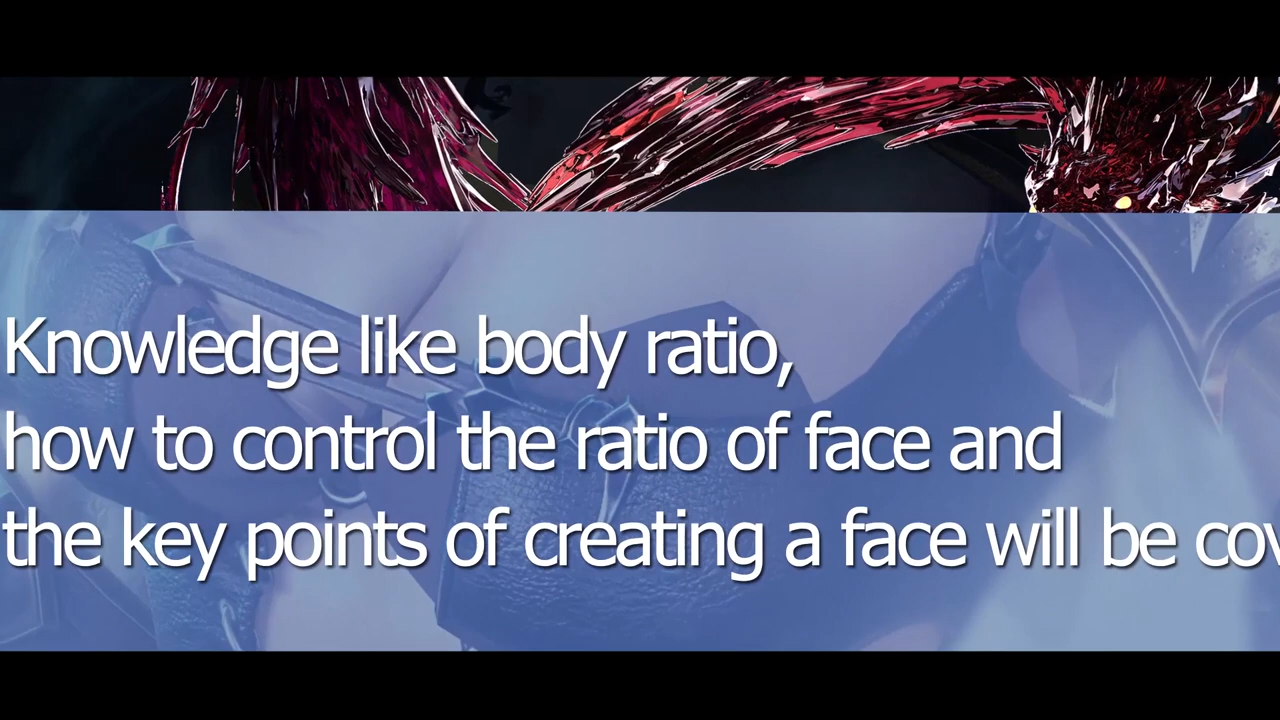 Knowledge like body ratio,
how to control the ratio of face and
the key points of creating a face will be